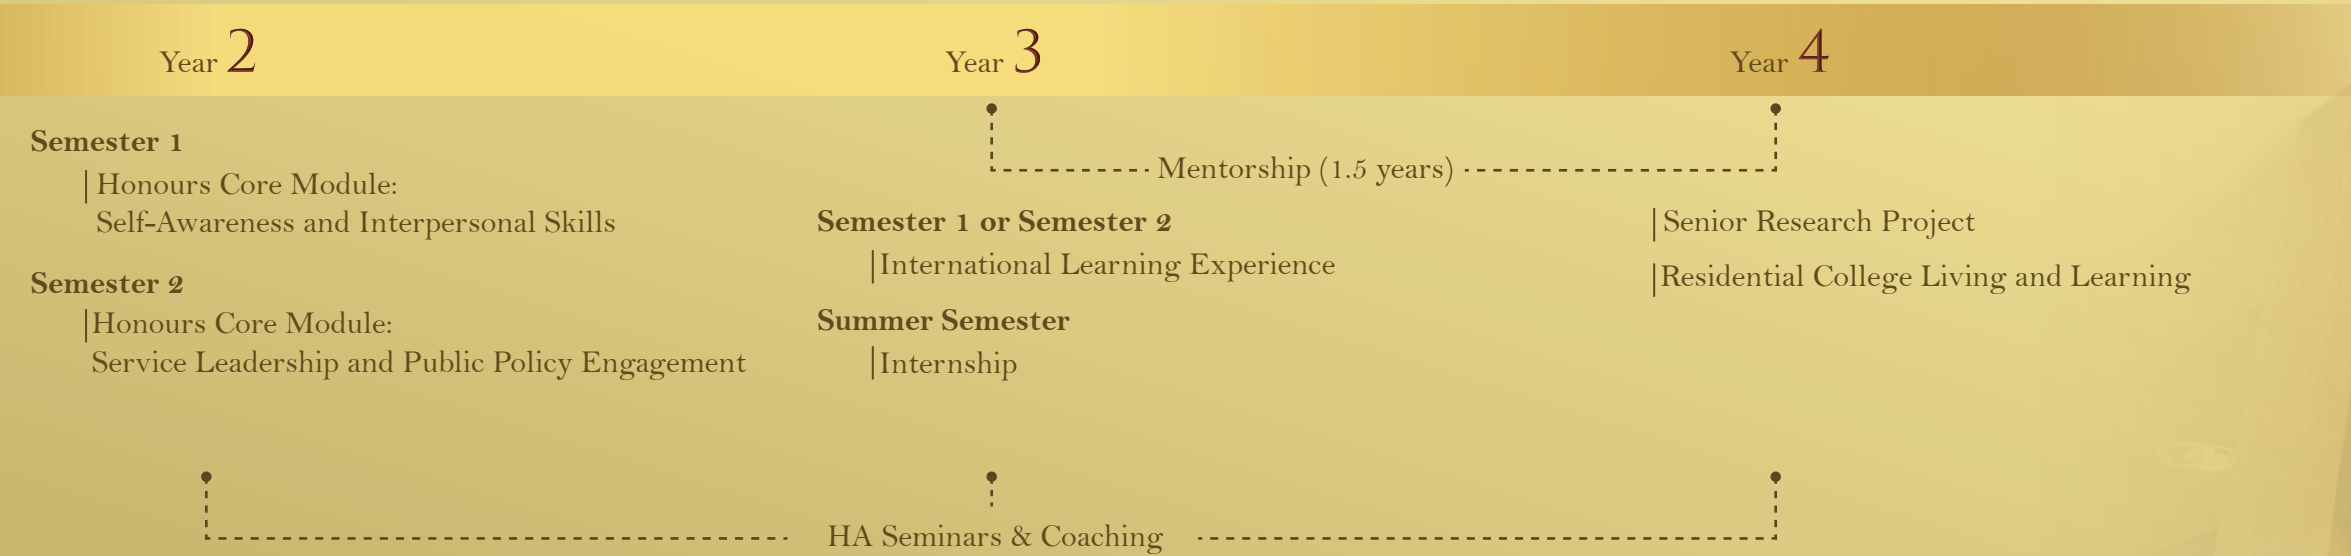 Year 2
Year 3
Year 4
Semester 1
Honours Core Module:
Self-Awareness and Interpersonal Skills
Semester 2
Honours Core Module:
Service Leadership and Public Policy Engagement
Mentorship (1.5 years)
Semester 1 or Semester 2
International Learning Experience
Summer Semester
Internship
Senior Research Project
Residential College Living and Learning
HA Seminars & Coaching